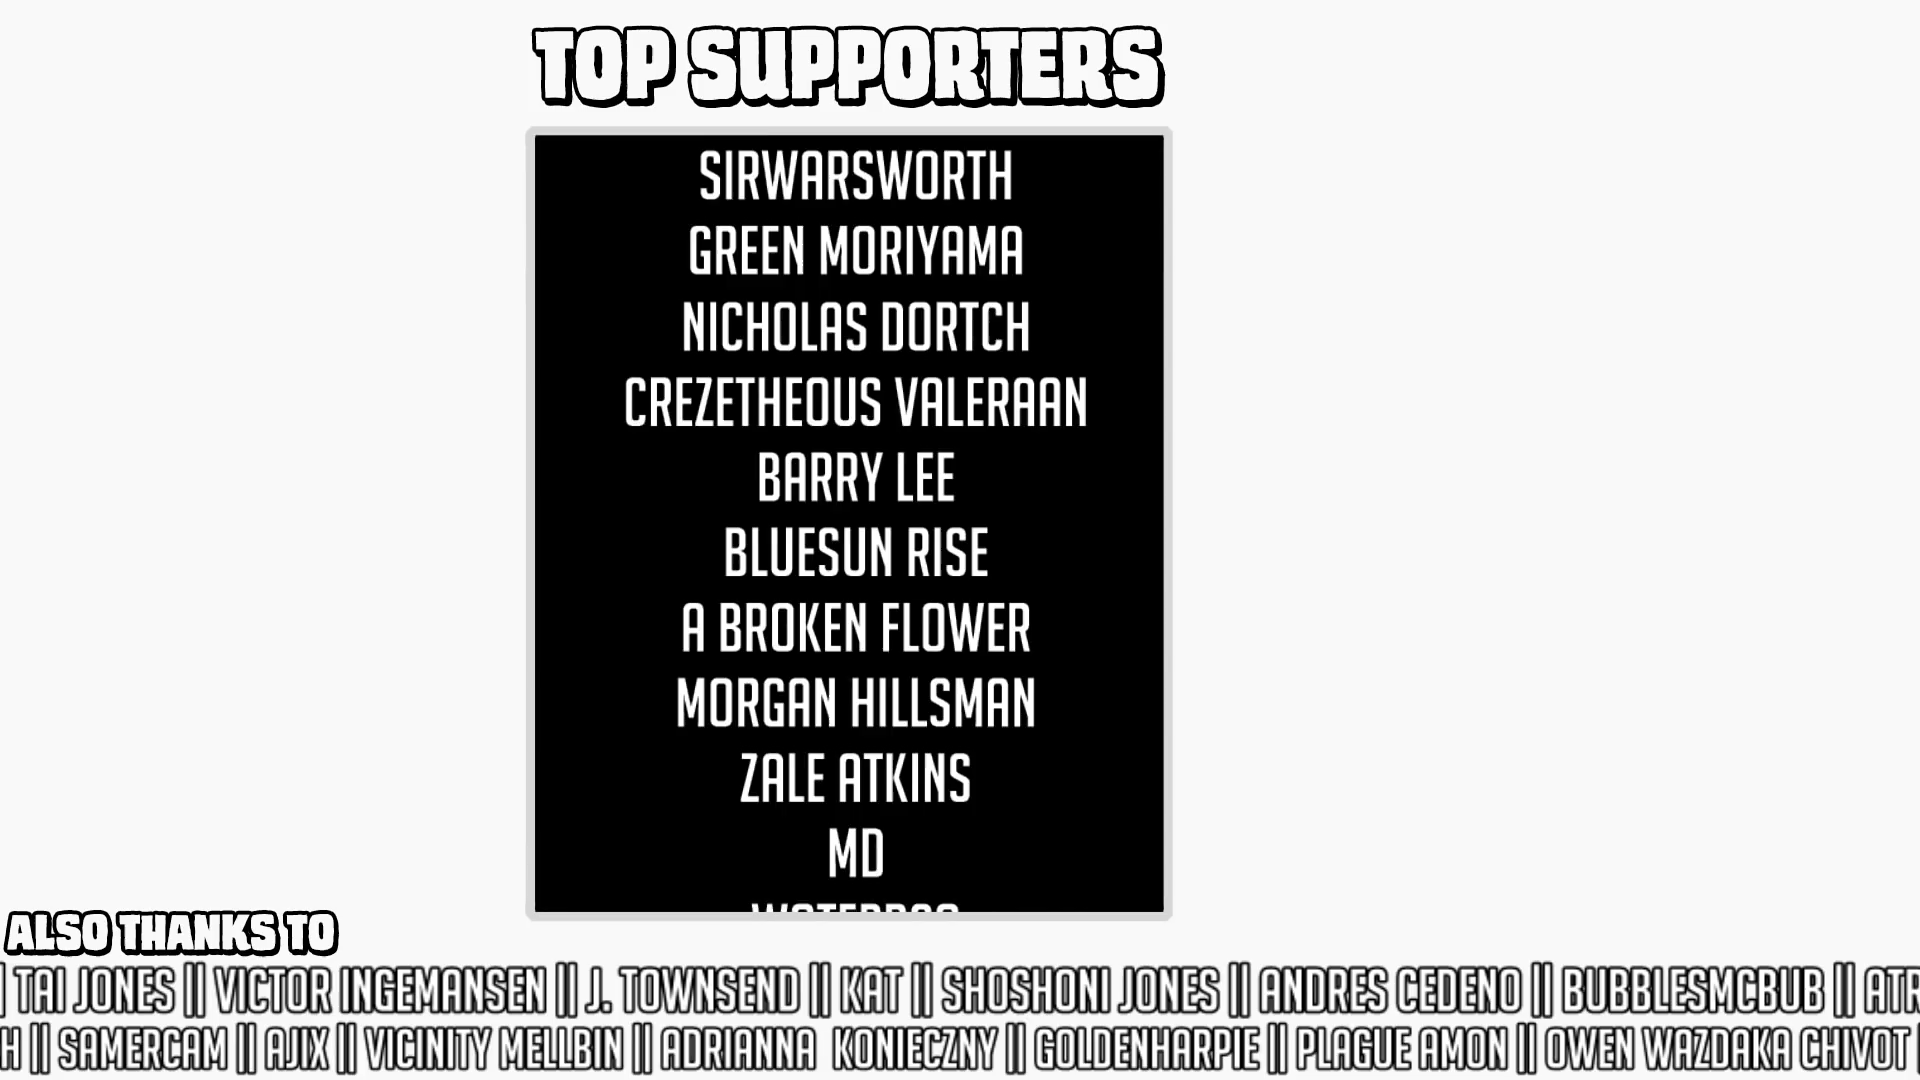 TOP SUPPORTERS
SIRWARSWORTH
GREEN MORIYAMA
NICHOLAS DORTCH
CREZETHEOUS VALERAAN
BARRY LEE
BLUESUN RISE
A BROKEN FLOWER
MORGAN HILLSMAN
ZALE ATKINS
MD
ALSO THANKS TO
|| TAI JONES || VICTOR INGEMANSEN || J. TOWNSEND || KAT || SHOSHONI JONES || ANDRES CEDENO || BUBBLESMCBUB || ATR
H || SAMERCAM || AJIX || VICINITY MELLBIN || ADRIANNA KONIECZNY || GOLDENHARPIE || PLAGUE AMON || OWEN WAZDAKA CHIVOT |